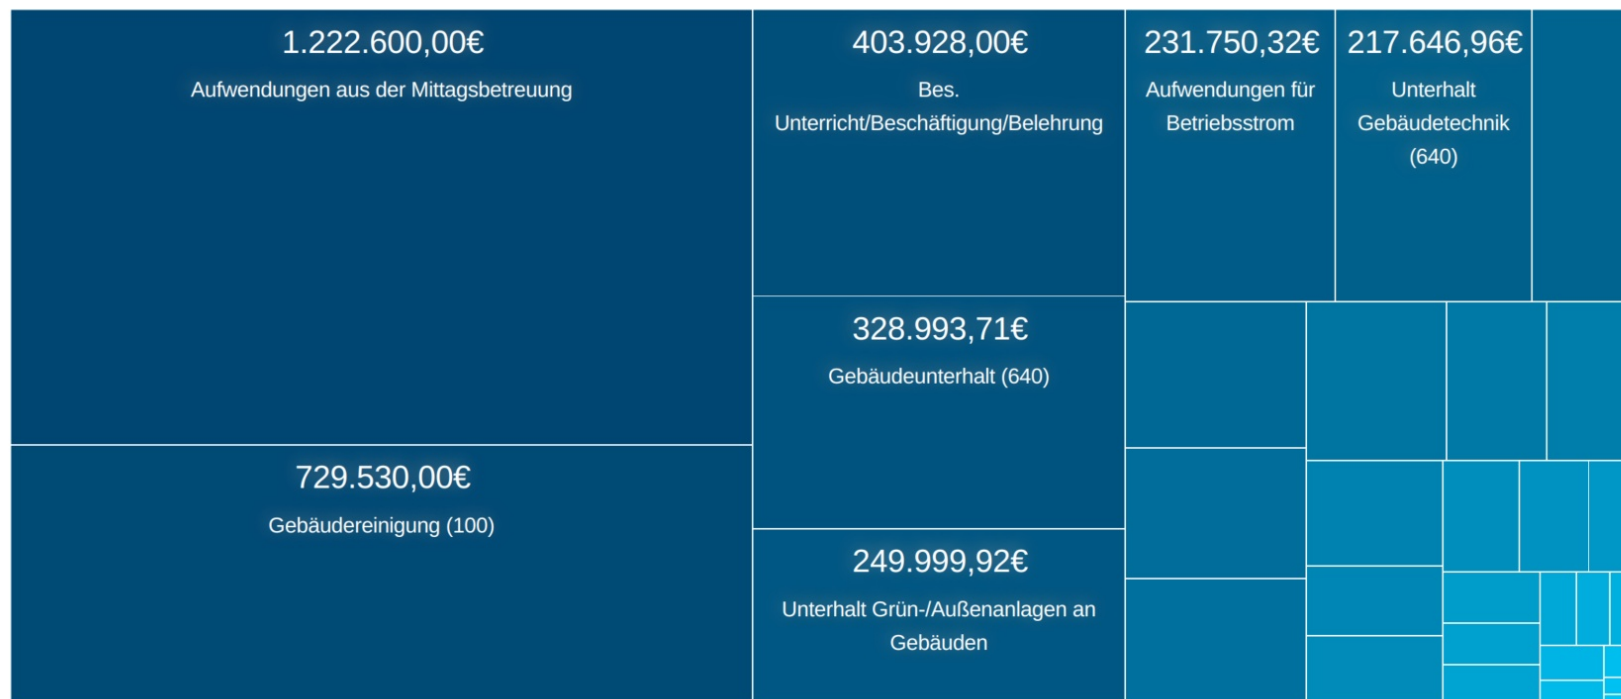 1.222.600,00€
Aufwendungen aus der Mittagsbetreuung
729.530,00€
Gebäudereinigung (100)
403.928,00€
Bes.
Unterricht/Beschäftigung/Belehrung
328.993,71€
Gebäudeunterhalt (640)
249.999,92€
Unterhalt Grün-/Außenanlagen an
Gebäuden
231.750,32€
Aufwendungen für
Betriebsstrom
217.646,96€
Unterhalt
Gebäudetechnik
(640)